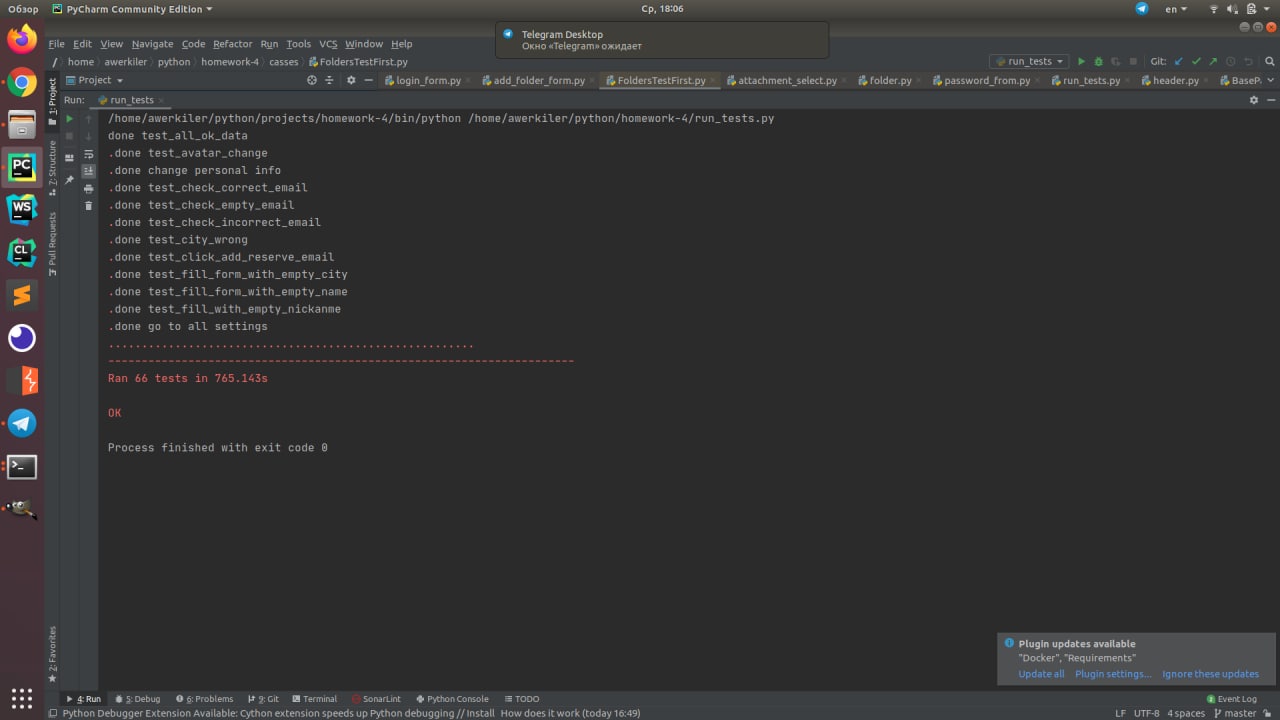 Обзор
PyCharm Community Edition
Ср, 18:06
en
Telegram Desktop
Окно «Telegram» ожидает
File Edit View Navigate Code Refactor Run Tools VCS Window Help
/ home awerkiler python homework-4 casses FoldersTestFirst.py
run_tests
Git:
Project
login_form.py add_folder_form.py FoldersTestFirst.py attachment_select.py folder.py password_from.py run_tests.py header.py BaseP
Run: run_tests
1: Project
Z: Structure
Pull Requests
2: Favorites
/home/awerkiler/python/projects/homework-4/bin/python /home/awerkiler/python/homework-4/run_tests.py
done test_all_ok_data
.done test_avatar_change
.done change personal info
.done test_check_correct_email
.done test_check_empty_email
.done test_check_incorrect_email
.done test_city_wrong
.done test_click_add_reserve_email
.done test_fill_form_with_empty_city
.done test_fill_form_with_empty_name
.done test_fill_with_empty_nickanme
.done go to all settings
.......................................................
----------------------------------------------------------------------
Ran 66 tests in 765.143s
OK
Process finished with exit code 0
Plugin updates available
"Docker", "Requirements"
Update all Plugin settings... Ignore these updates
4: Run 5: Debug 6: Problems 9: Git Terminal SonarLint Python Console TODO
Event Log
Python Debugger Extension Available: Cython extension speeds up Python debugging // Install How does it work (today 16:49)
LF UTF-8 4 spaces master
PC
WS
CL